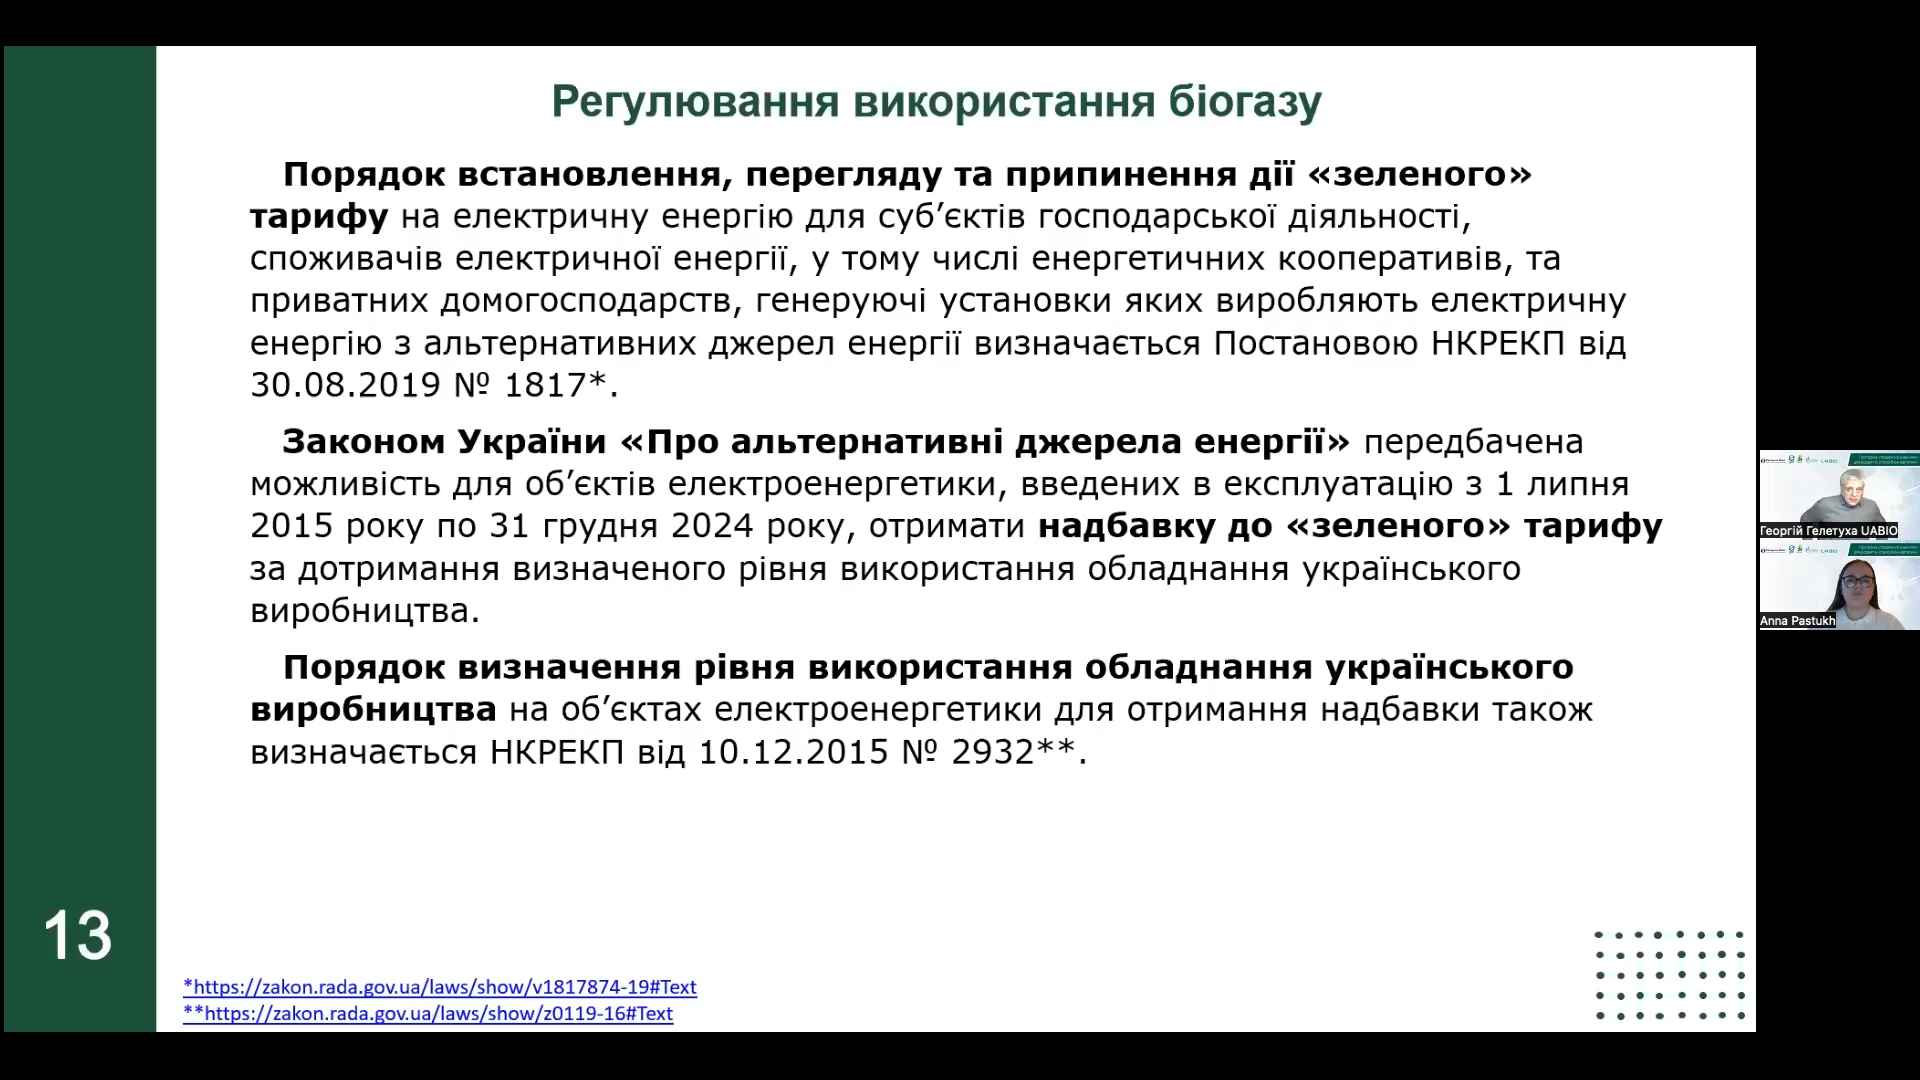 Регулювання використання біогазу
Порядок встановлення, перегляду та припинення дії «зеленого»
тарифу на електричну енергію для суб’єктів господарської діяльності,
споживачів електричної енергії, у тому числі енергетичних кооперативів, та
приватних домогосподарств, генеруючі установки яких виробляють електричну
енергію з альтернативних джерел енергії визначається Постановою НКРЕКП від
30.08.2019 № 1817*.
Законом України «Про альтернативні джерела енергії» передбачена
можливість для об’єктів електроенергетики, введених в експлуатацію з 1 липня
2015 року по 31 грудня 2024 року, отримати надбавку до «зеленого» тарифу
за дотримання визначеного рівня використання обладнання українського
виробництва.
Порядок визначення рівня використання обладнання українського
виробництва на об’єктах електроенергетики для отримання надбавки також
визначається НКРЕКП від 10.12.2015 № 2932**.
13
*https://zakon.rada.gov.ua/laws/show/v1817874-19#Text
**https://zakon.rada.gov.ua/laws/show/z0119-16#Text
Георгій Гелетуха UABIO
Anna Pastukh